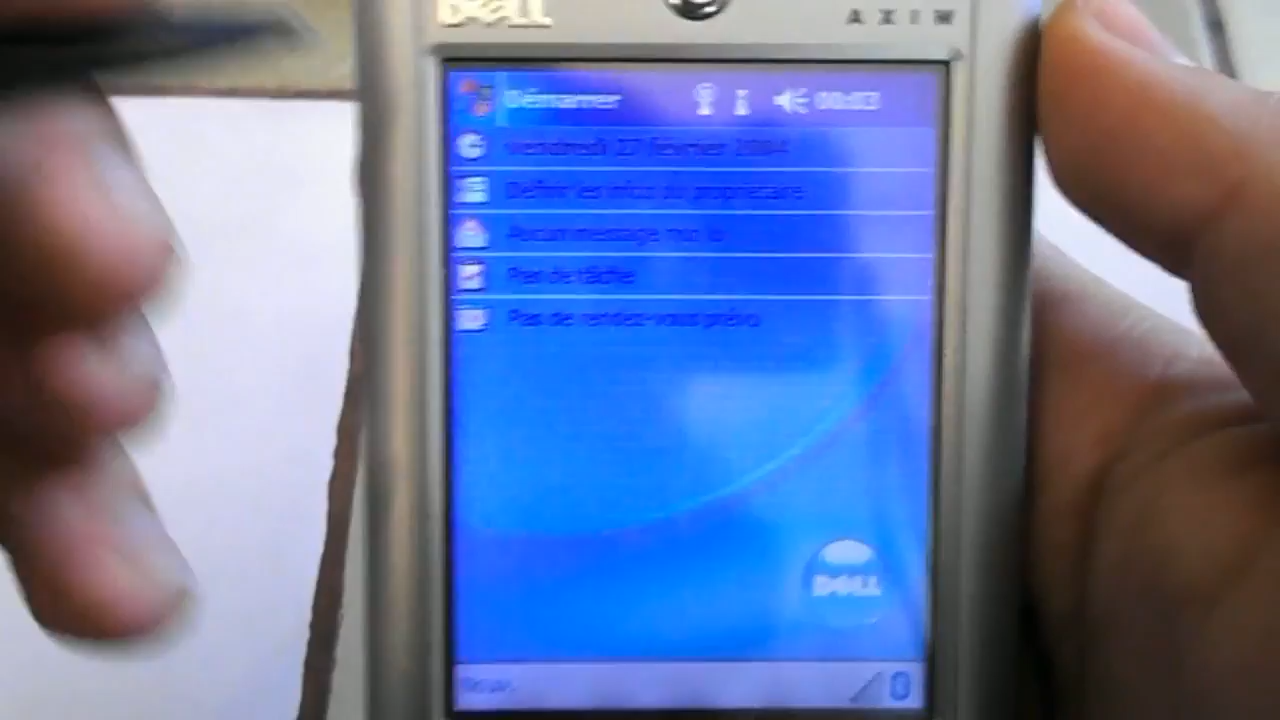 DELL
AXIM
Démarrer 00:03
vendredi 27 février 2004
Définir les infos du propriétaire
Aucun message non lu
Pas de tâche
Pas de rendez-vous prévu
DELL